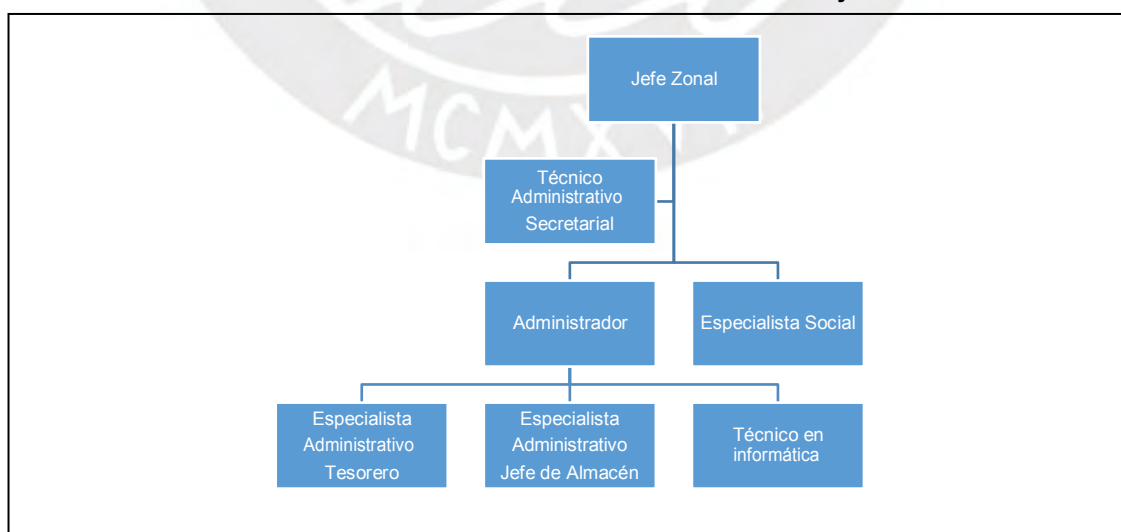 Jefe Zonal
Técnico
Administrativo
Secretarial
Administrador
Especialista Social
Especialista
Administrativo
Tesorero
Especialista
Administrativo
Jefe de Almacén
Técnico en
informática